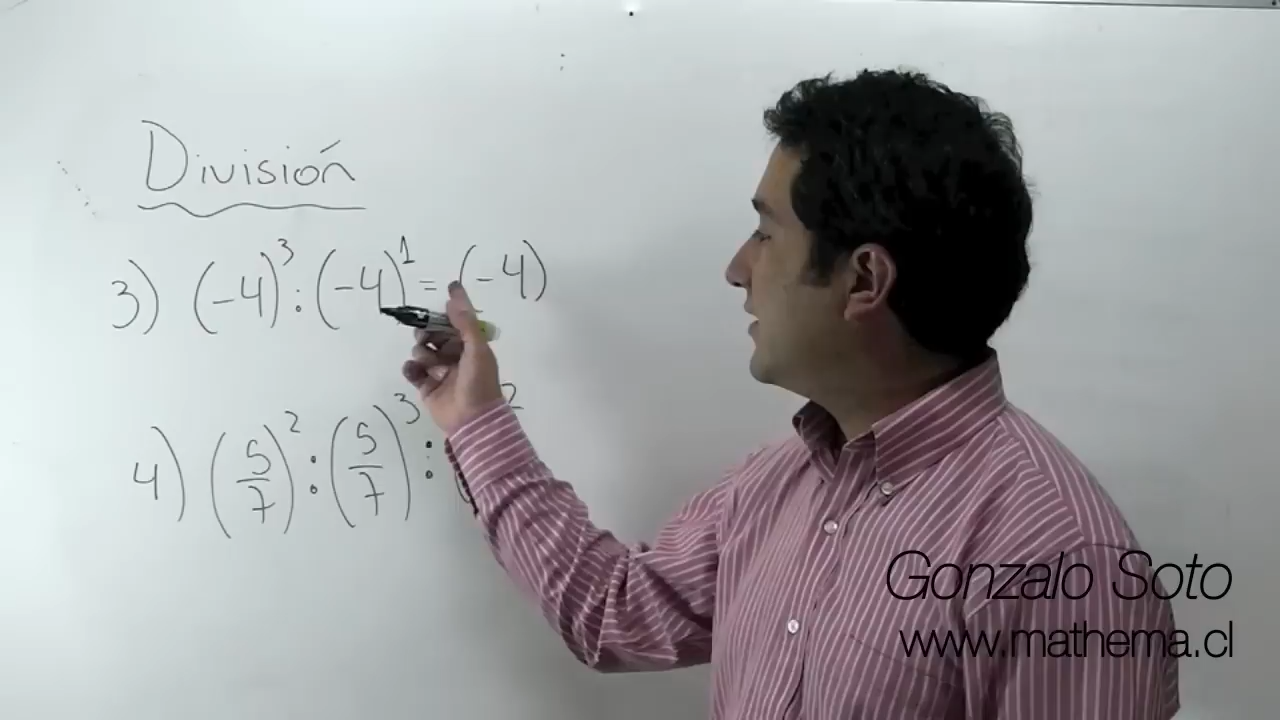 División
3) (-4)³ : (-4)¹ = (-4)
4) (5/7)² : (5/7)³ : ( ²
Gonzalo Soto
www.mathema.cl